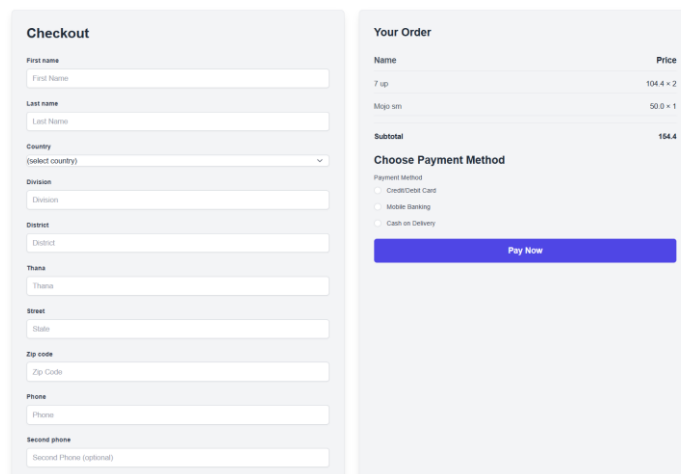 Checkout
First name
First Name
Last name
Last Name
Country
(select country)
Division
Division
District
District
Thana
Thana
Street
State
Zip code
Zip Code
Phone
Phone
Second phone
Second Phone (optional)
Your Order
Name Price
7 up 104.4 × 2
Mojo sm 50.0 × 1
Subtotal 154.4
Choose Payment Method
Payment Method
Credit/Debit Card
Mobile Banking
Cash on Delivery
Pay Now